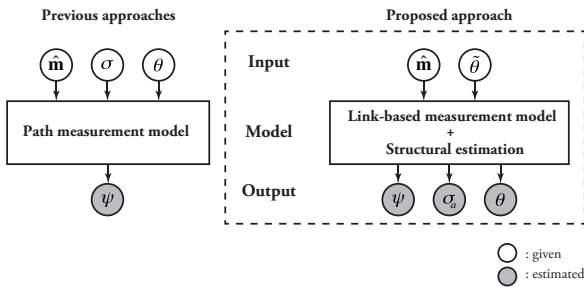 Previous approaches
Proposed approach
m̂ σ θ
Input
m̂ θ̃
Path measurement model
Model
Link-based measurement model
+
Structural estimation
Output
ψ
ψ σₐ θ
: given
: estimated